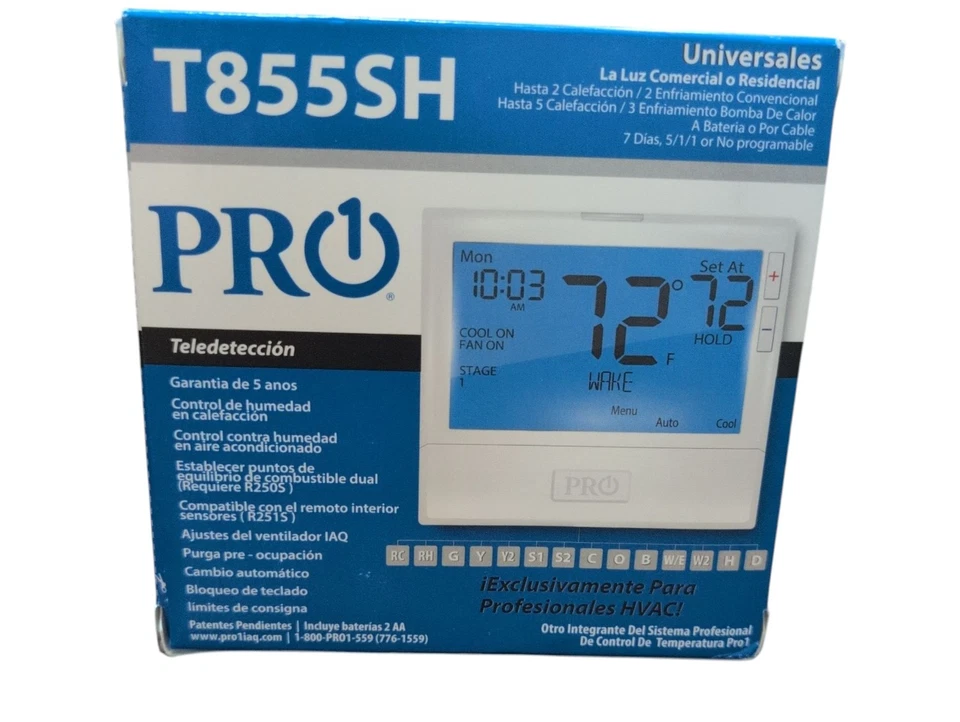 T855SH
Universales
La Luz Comercial o Residencial
Hasta 2 Calefacción / 2 Enfriamiento Convencional
Hasta 5 Calefacción / 3 Enfriamiento Bomba De Calor
A Bateria o Por Cable
7 Dias, 5/1/1 or No programable
PRO1®
Teledetección
Garantia de 5 anos
Control de humedad
en calefacción
Control contra humedad
en aire acondicionado
Establecer puntos de
equilibrio de combustible dual
(Requiere R250S )
Compatible con el remoto interior
sensores ( R251S )
Ajustes del ventilador IAQ
Purga pre - ocupación
Cambio automático
Bloqueo de teclado
limites de consigna
Patentes Pendientes | Incluye baterías 2 AA
www.pro1iaq.com | 1-800-PRO1-559 (776-1559)
Mon
10:03
AM
72°
F
Set At
72
HOLD
+
-
COOL ON
FAN ON
STAGE
1
WAKE
Menu
Auto
Cool
PRO1
RC RH G Y Y2 S1 S2 C O B W/E W2 H D
¡Exclusivamente Para
Profesionales HVAC!
Otro Integrante Del Sistema Profesional
De Control De Temperatura Pro1